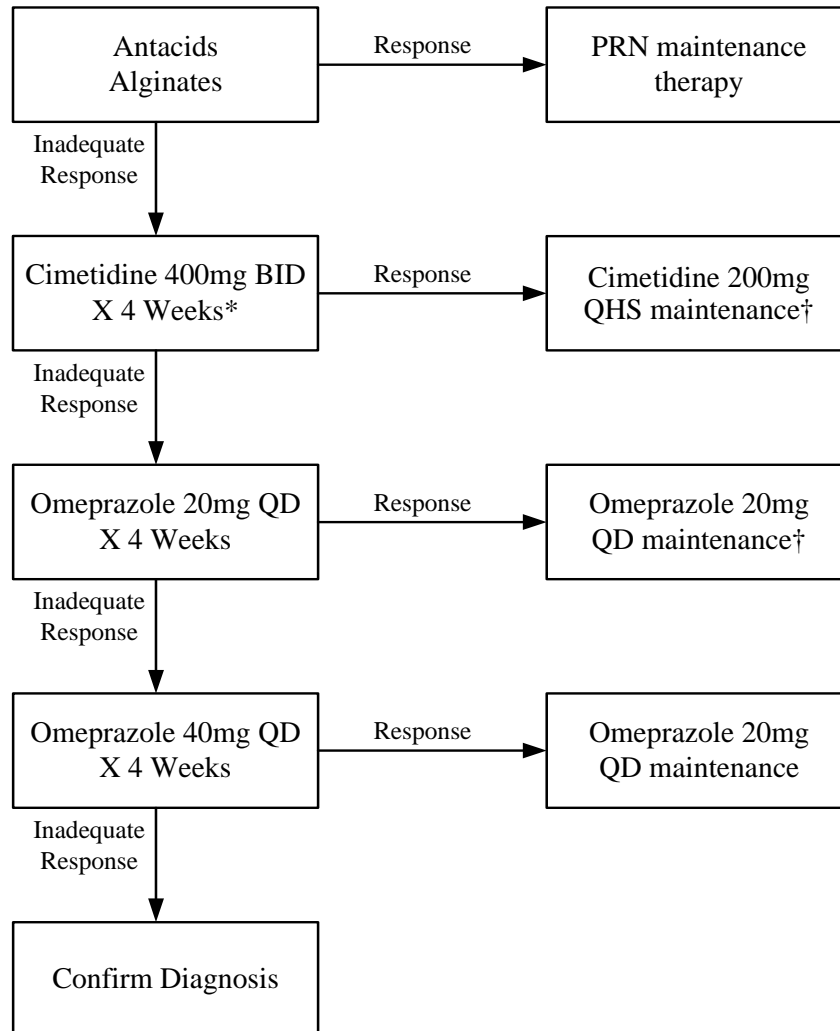 Antacids
Alginates
Response
PRN maintenance
therapy
Inadequate
Response
Cimetidine 400mg BID
X 4 Weeks*
Response
Cimetidine 200mg
QHS maintenance†
Inadequate
Response
Omeprazole 20mg QD
X 4 Weeks
Response
Omeprazole 20mg
QD maintenance†
Inadequate
Response
Omeprazole 40mg QD
X 4 Weeks
Response
Omeprazole 20mg
QD maintenance
Inadequate
Response
Confirm Diagnosis